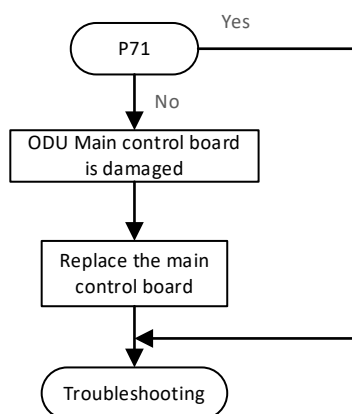 Yes
P71
No
ODU Main control board
is damaged
Replace the main
control board
Troubleshooting